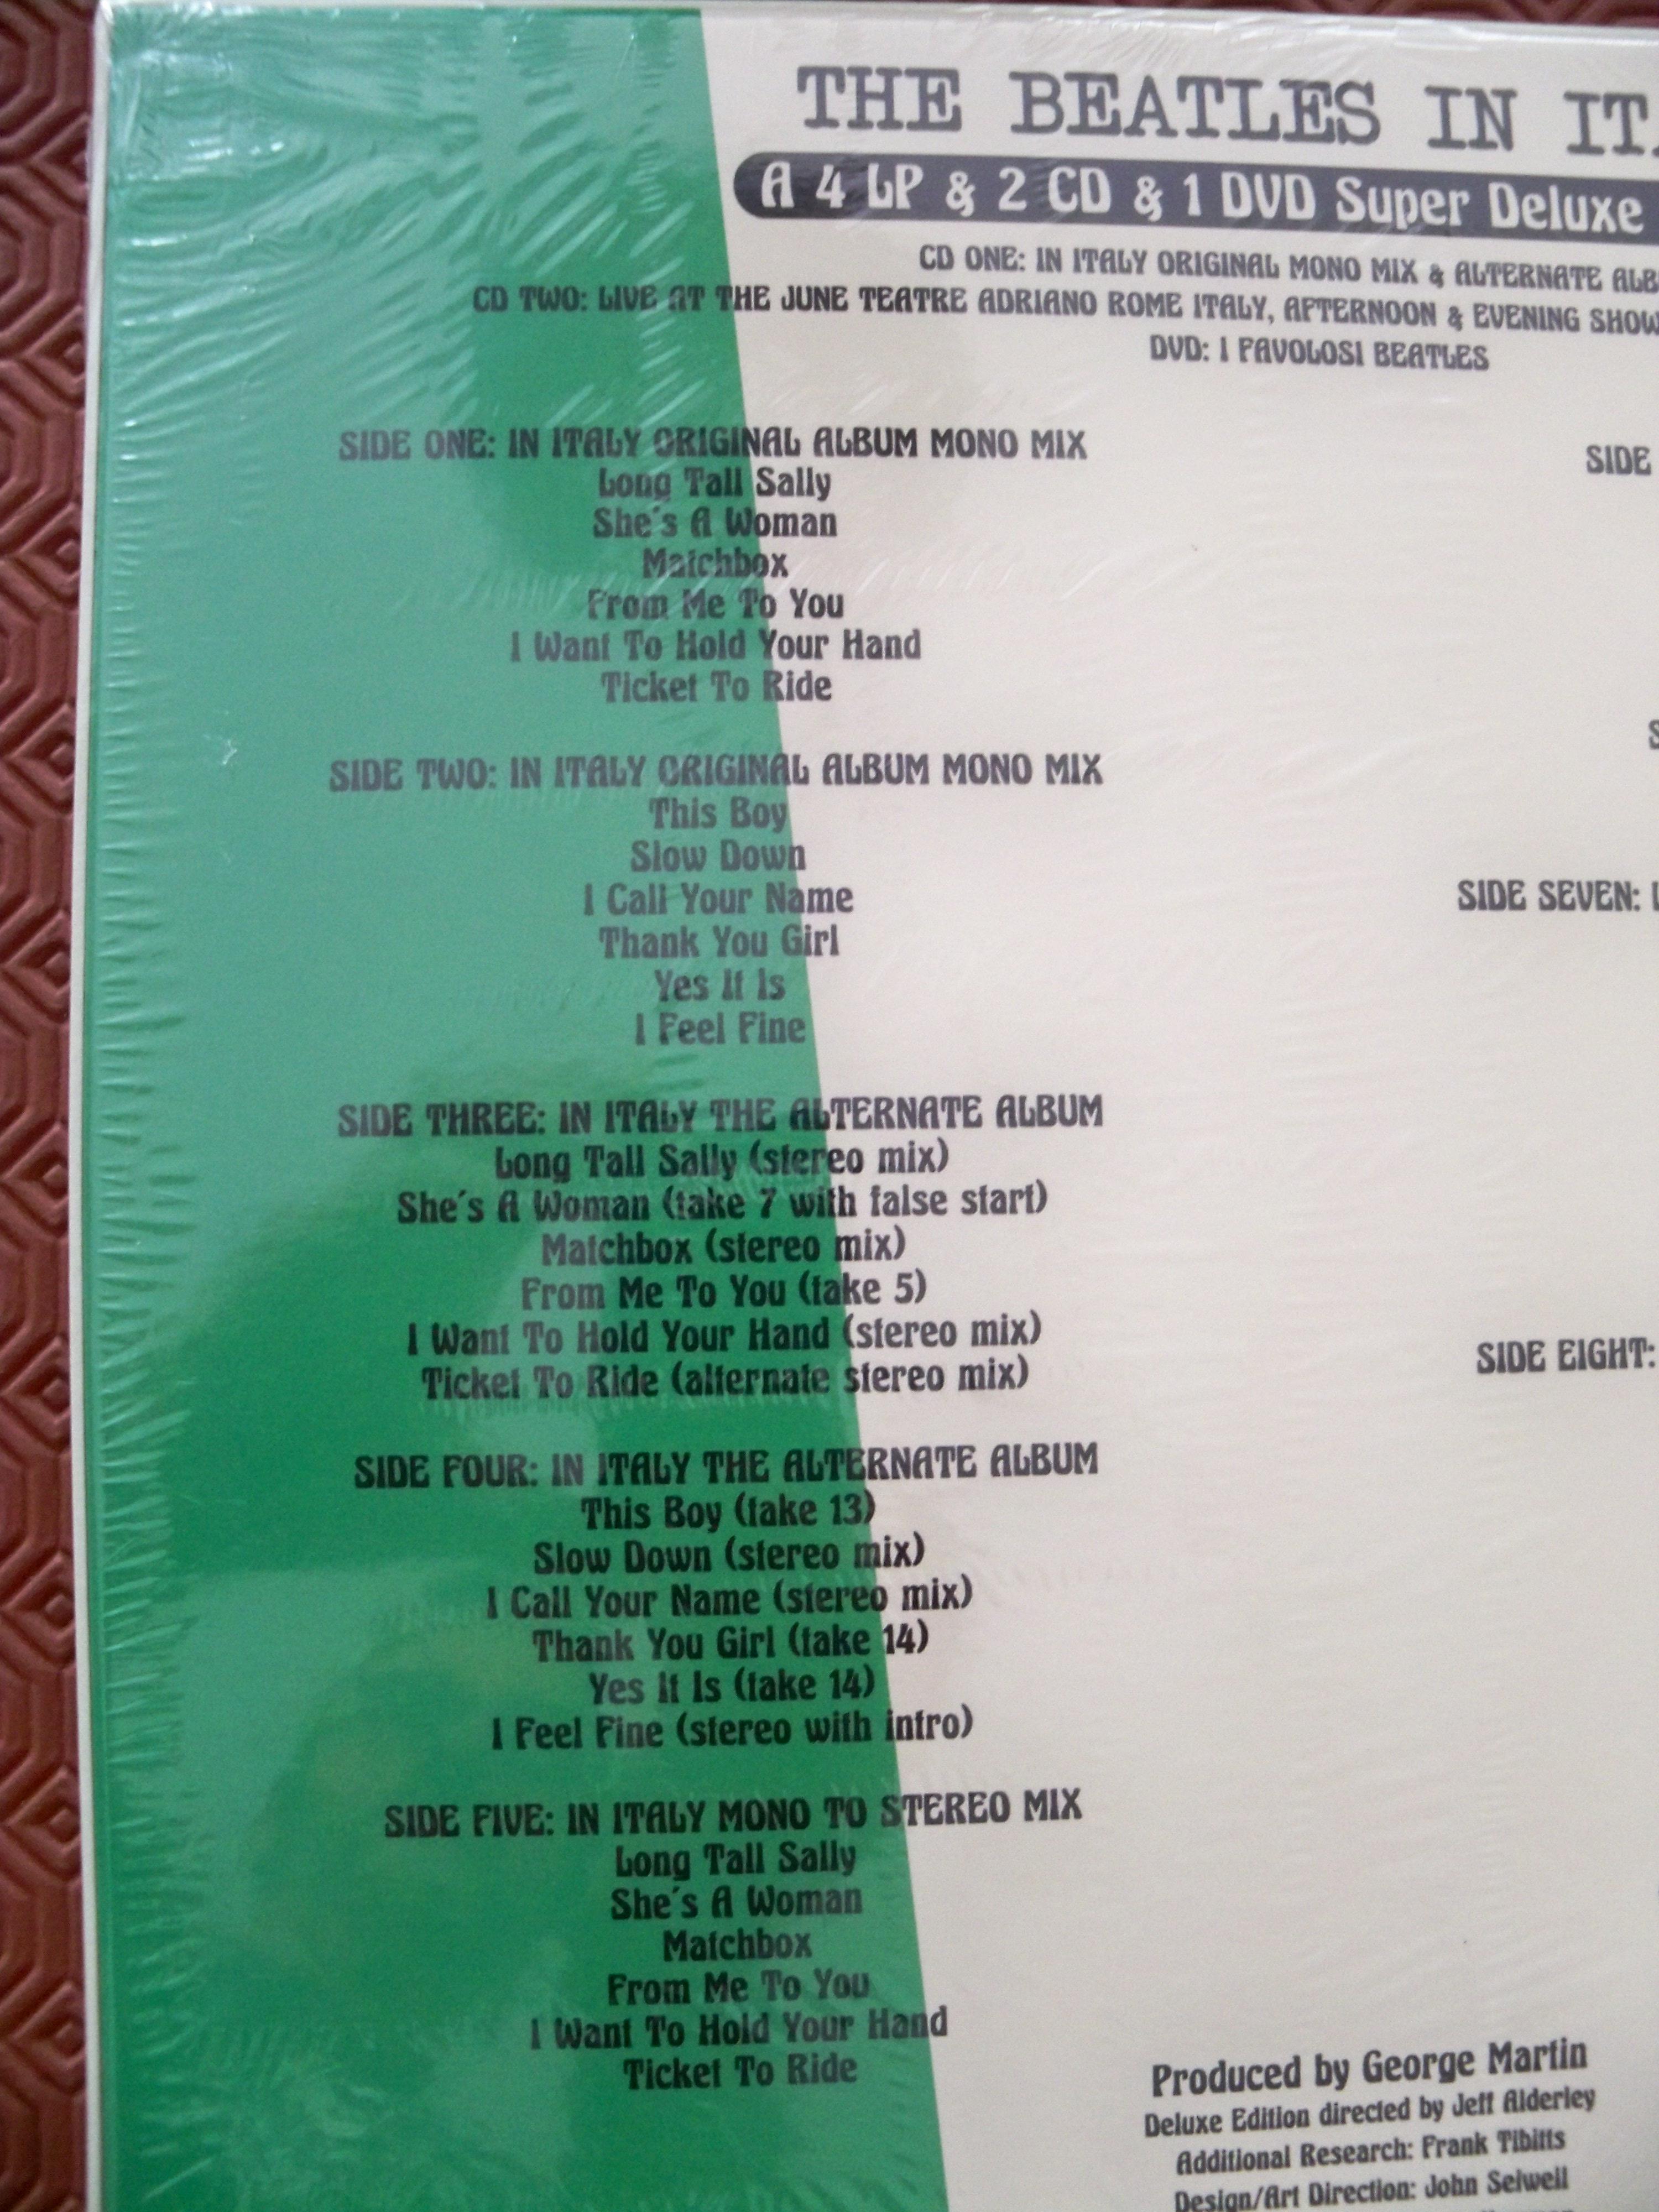 THE BEATLES IN IT
A 4 LP & 2 CD & 1 DVD Super Deluxe
CD ONE: IN ITALY ORIGINAL MONO MIX & ALTERNATE ALB
CD TWO: LIVE AT THE JUNE TEATRE ADRIANO ROME ITALY, AFTERNOON & EVENING SHOW
DVD: I FAVOLOSI BEATLES
SIDE ONE: IN ITALY ORIGINAL ALBUM MONO MIX
Long Tall Sally
She's A Woman
Matchbox
From Me To You
I Want To Hold Your Hand
Ticket To Ride
SIDE TWO: IN ITALY ORIGINAL ALBUM MONO MIX
This Boy
Slow Down
I Call Your Name
Thank You Girl
Yes It Is
I Feel Fine
SIDE THREE: IN ITALY THE ALTERNATE ALBUM
Long Tall Sally (stereo mix)
She's A Woman (take 7 with false start)
Matchbox (stereo mix)
From Me To You (take 5)
I Want To Hold Your Hand (stereo mix)
Ticket To Ride (alternate stereo mix)
SIDE FOUR: IN ITALY THE ALTERNATE ALBUM
This Boy (take 13)
Slow Down (stereo mix)
I Call Your Name (stereo mix)
Thank You Girl (take 14)
Yes It Is (take 14)
I Feel Fine (stereo with intro)
SIDE FIVE: IN ITALY MONO TO STEREO MIX
Long Tall Sally
She's A Woman
Matchbox
From Me To You
I Want To Hold Your Hand
Ticket To Ride
SIDE
SIDE SEVEN:
SIDE EIGHT:
Produced by George Martin
Deluxe Edition directed by Jeff Alderley
Additional Research: Frank Tibitts
Design/Art Direction: John Selwell